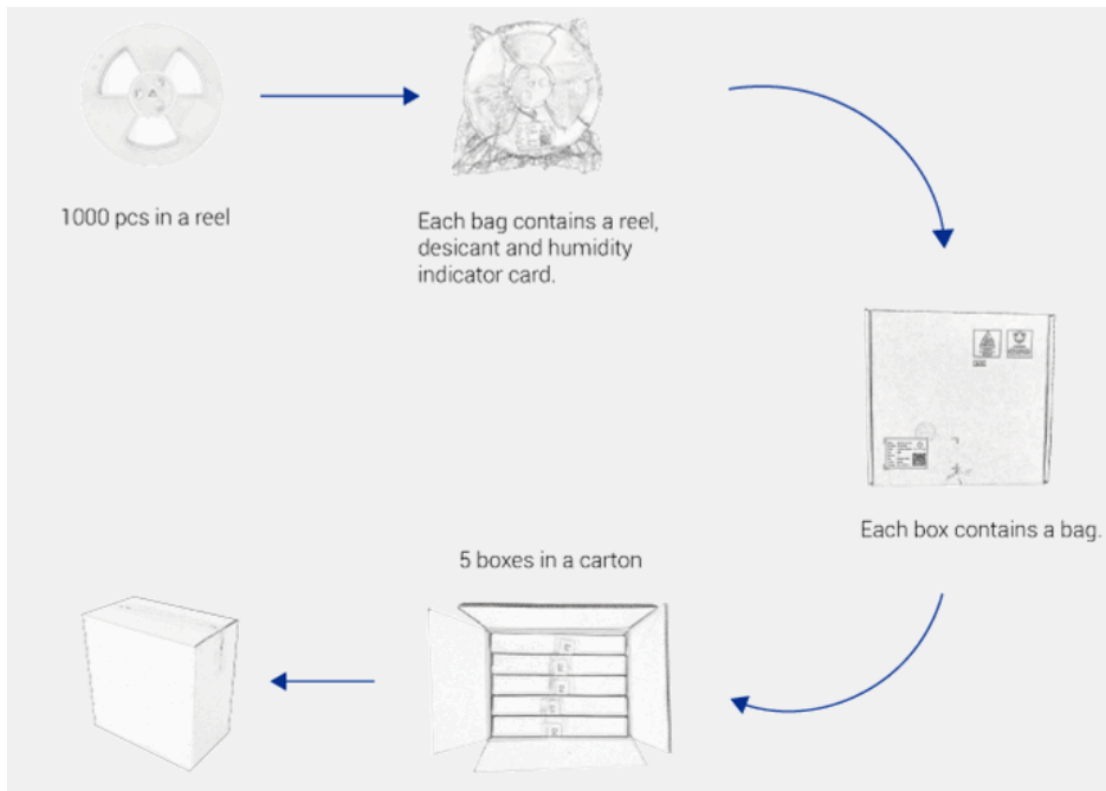 1000 pcs in a reel
Each bag contains a reel,
desicant and humidity
indicator card.
Each box contains a bag.
5 boxes in a carton